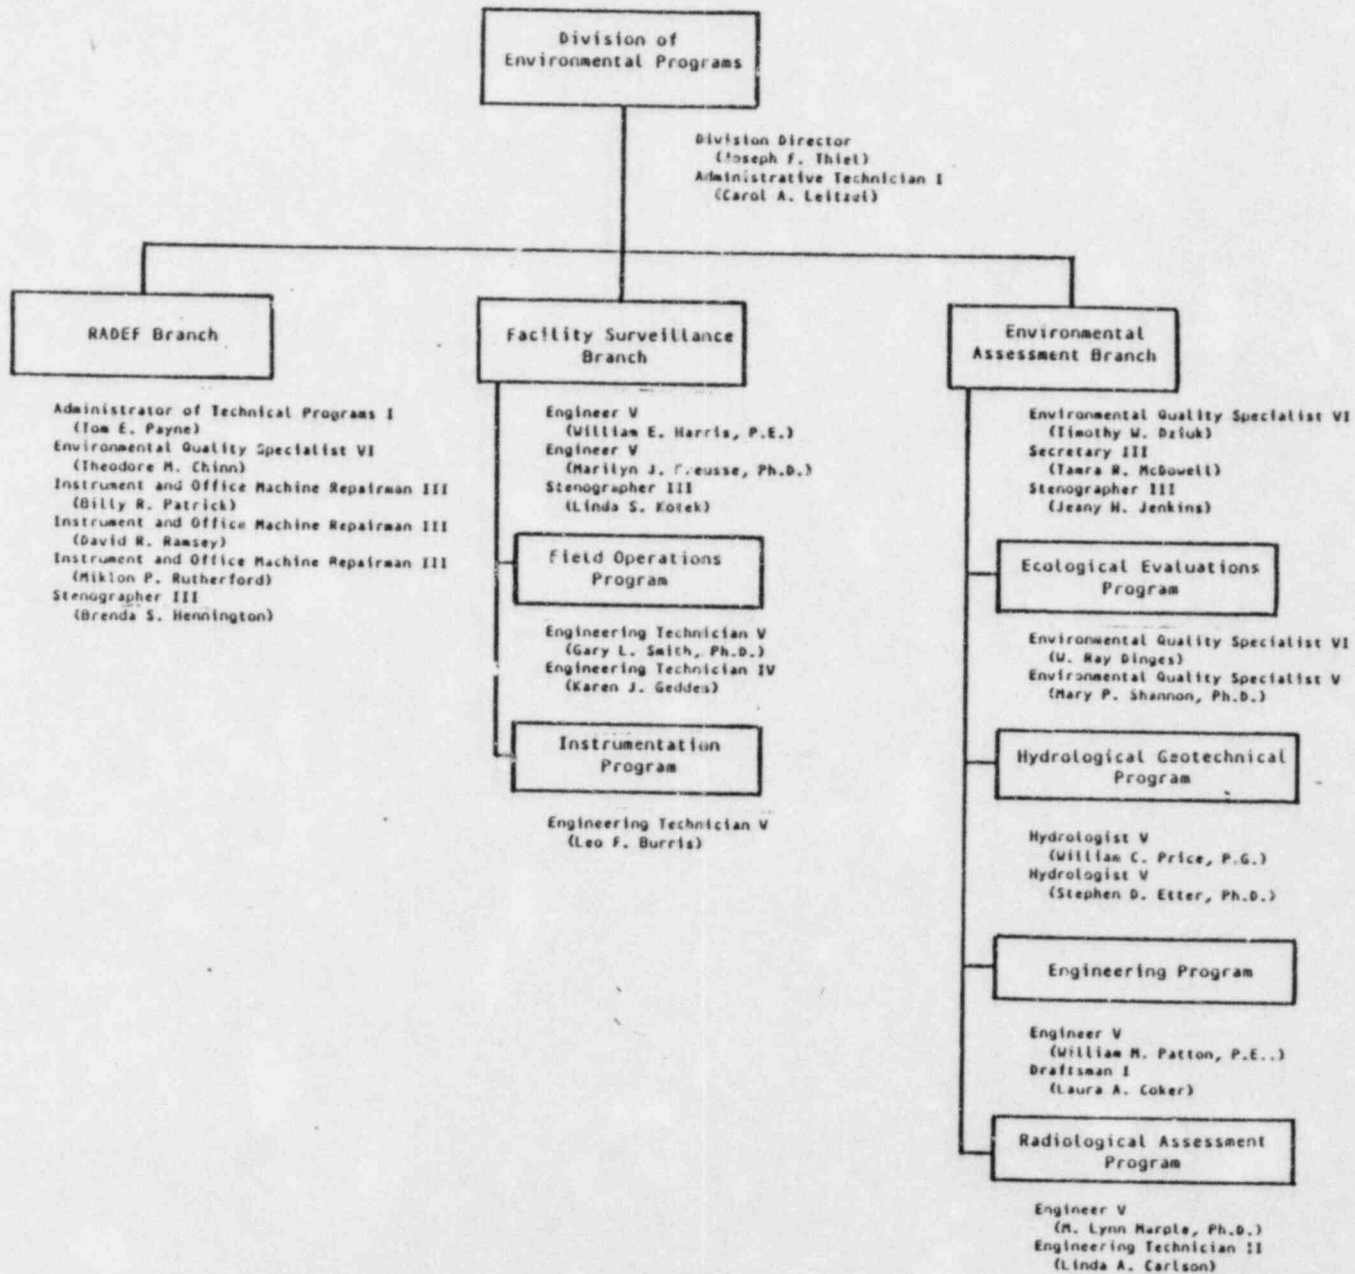 Division of
Environmental Programs
Division Director
(Joseph F. Thiel)
Administrative Technician I
(Carol A. Leitzel)
RADEF Branch
Administrator of Technical Programs I
(Tom E. Payne)
Environmental Quality Specialist VI
(Theodore M. Chinn)
Instrument and Office Machine Repairman III
(Billy R. Patrick)
Instrument and Office Machine Repairman III
(David R. Ramsey)
Instrument and Office Machine Repairman III
(Miklon P. Rutherford)
Stenographer III
(Brenda S. Hennington)
Facility Surveillance
Branch
Engineer V
(William E. Harris, P.E.)
Engineer V
(Marilyn J. Ph.D.)
Stenographer III
(Linda S. Kotek)
Field Operations
Program
Engineering Technician V
(Gary L. Smith, Ph.D.)
Engineering Technician IV
(Karen J. Geddes)
Instrumentation
Program
Engineering Technician V
(Leo F. Burris)
Environmental
Assessment Branch
Environmental Quality Specialist VI
(Timothy W. Dziuk)
Secretary III
(Tamra R. McDowell)
Stenographer III
(Jeany H. Jenkins)
Ecological Evaluations
Program
Environmental Quality Specialist VI
(W. Ray Dinges)
Environmental Quality Specialist V
(Mary P. Shannon, Ph.D.)
Hydrological Geotechnical
Program
Hydrologist V
(William C. Price, P.G.)
Hydrologist V
(Stephen D. Etter, Ph.D.)
Engineering Program
Engineer V
(William M. Patton, P.E..)
Draftsman I
(Laura A. Coker)
Radiological Assessment
Program
Engineer V
(M. Lynn Marple, Ph.D.)
Engineering Technician II
(Linda A. Carlson)